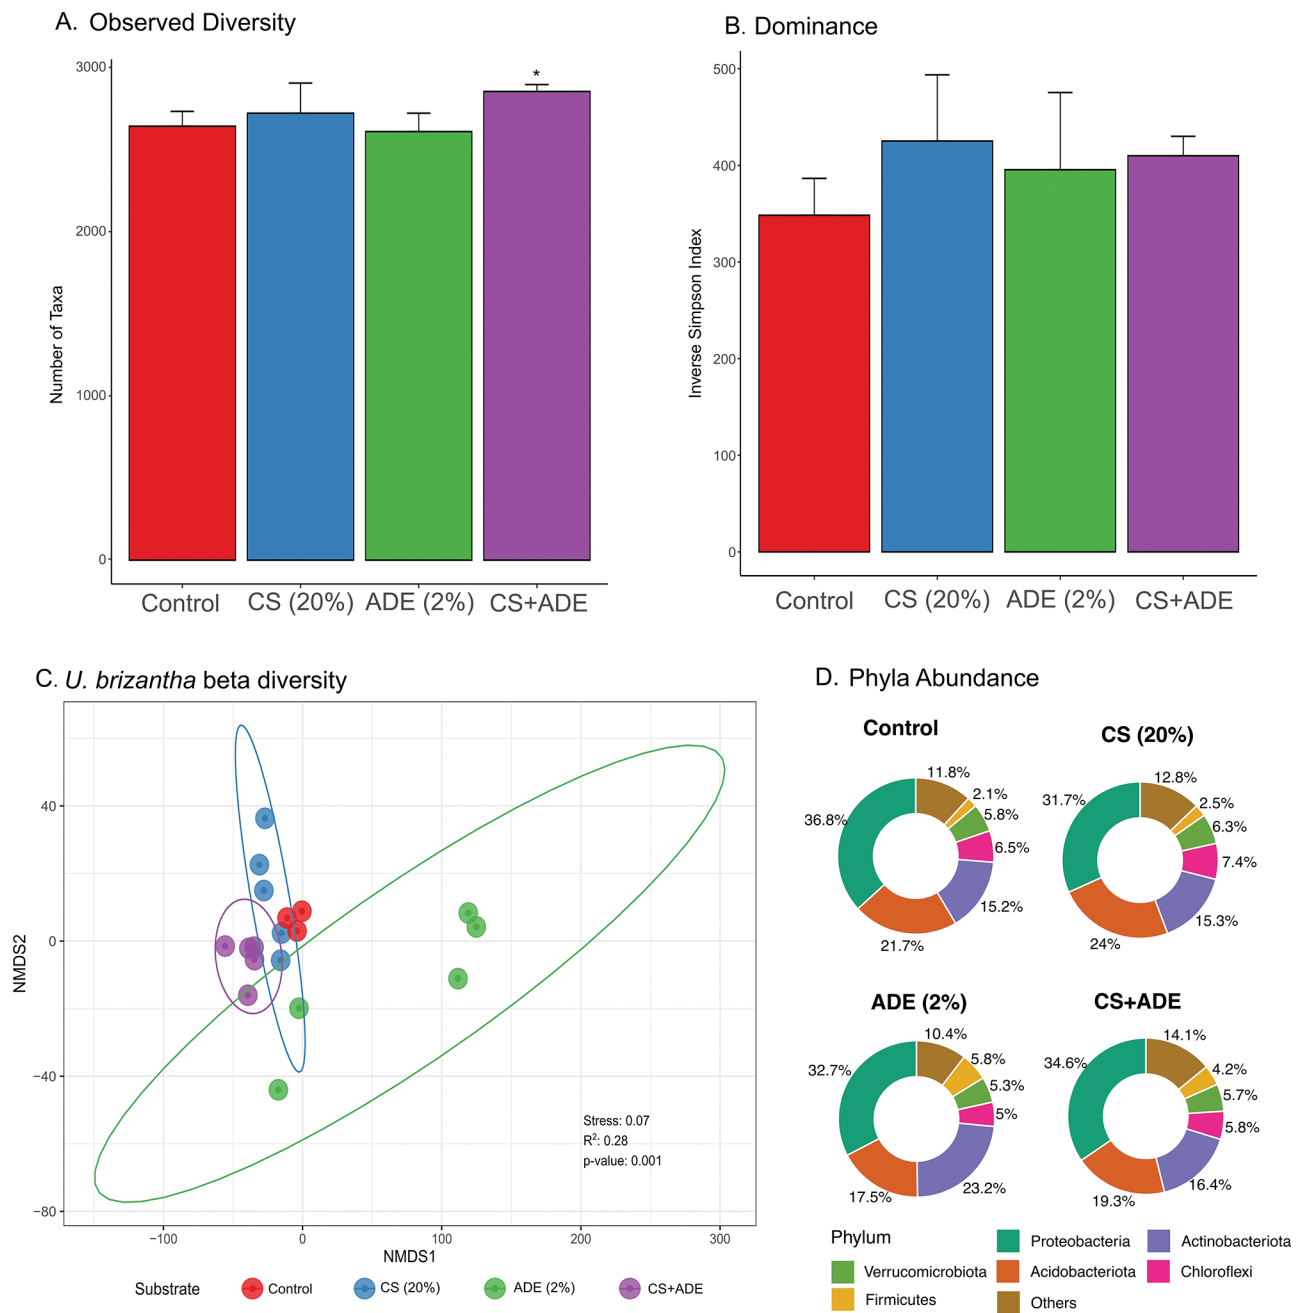 A. Observed Diversity
3000
2000
1000
0
Number of Taxa
*
Control CS (20%) ADE (2%) CS+ADE
B. Dominance
500
400
300
200
100
0
Inverse Simpson Index
Control CS (20%) ADE (2%) CS+ADE
C. U. brizantha beta diversity
40
0
−40
−80
NMDS2
Stress: 0.07
R²: 0.28
p-value: 0.001
−100 0 100 200 300
NMDS1
Substrate Control CS (20%) ADE (2%) CS+ADE
D. Phyla Abundance
Control
11.8%
2.1%
5.8%
6.5%
15.2%
21.7%
36.8%
CS (20%)
12.8%
2.5%
6.3%
7.4%
15.3%
24%
31.7%
ADE (2%)
10.4%
5.8%
5.3%
5%
23.2%
17.5%
32.7%
CS+ADE
14.1%
4.2%
5.7%
5.8%
16.4%
19.3%
34.6%
Phylum
Proteobacteria Actinobacteriota
Verrucomicrobiota Acidobacteriota Chloroflexi
Firmicutes Others